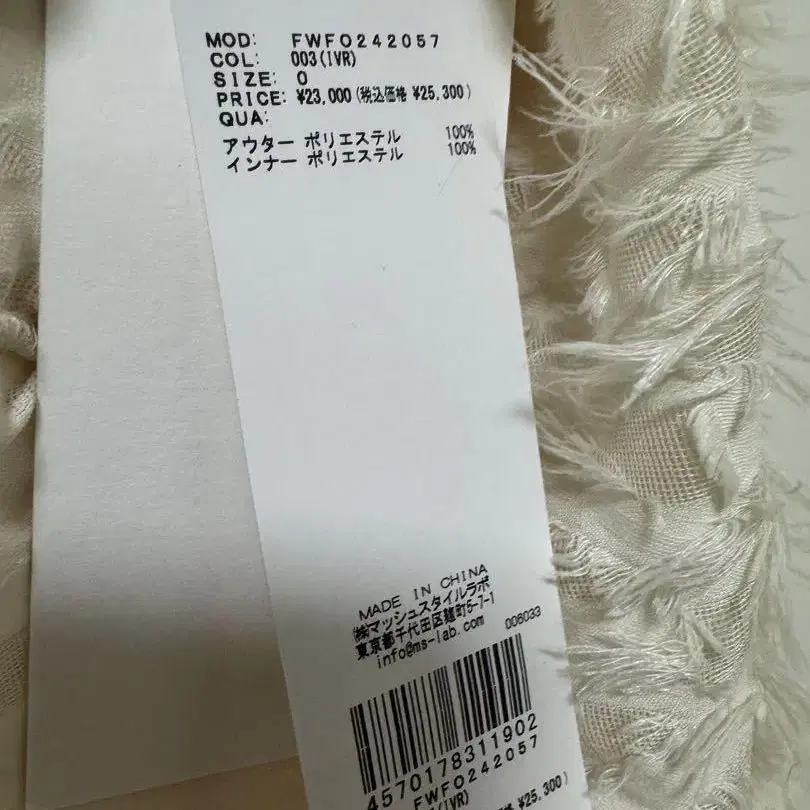 MOD: FWFO242057
COL: 003(IVR)
SIZE: 0
PRICE: ¥23,000(税込価格 ¥25,300)
QUA:
アウター ポリエステル 100%
インナー ポリエステル 100%
MADE IN CHINA
㈱マッシュスタイルラボ
東京都千代田区麹町5-7-1
info@ms-lab.com 006033
4570178311902
FWFO242057
(IVR) ¥25,300)